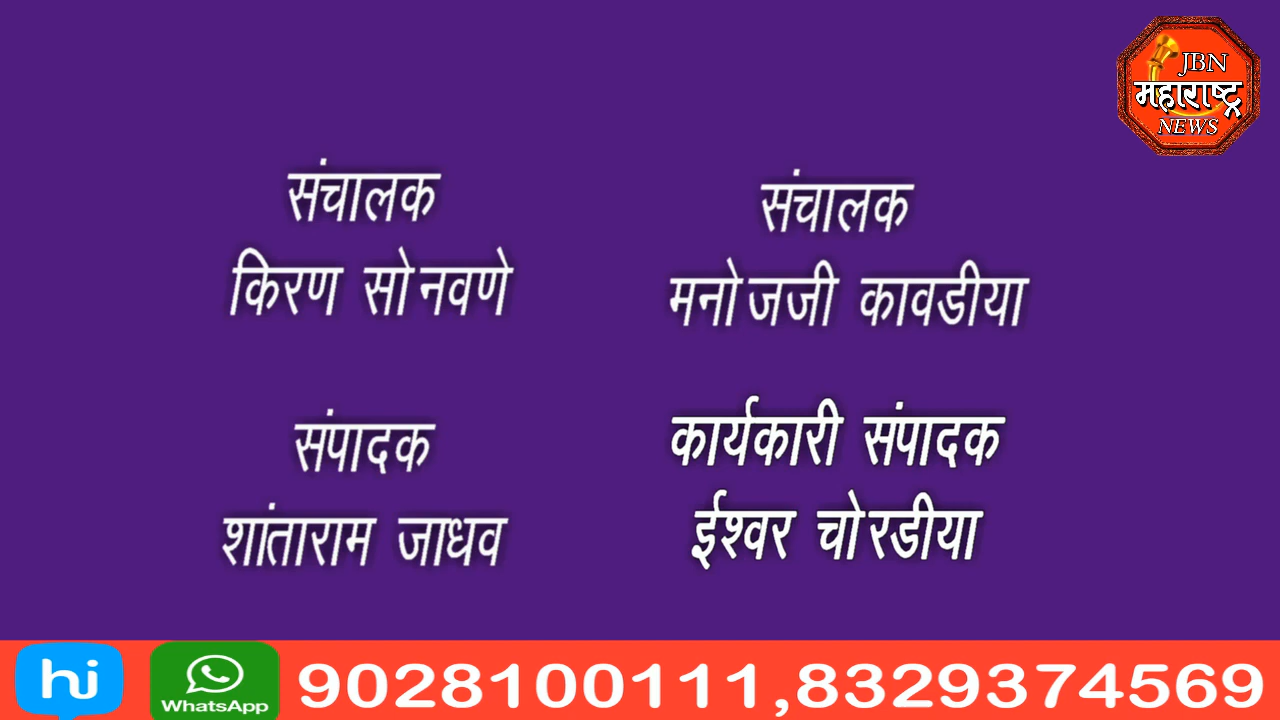 JBN
महाराष्ट्र
NEWS
संचालक
किरण सोनवणे
संचालक
मनोजजी कावडीया
संपादक
शांताराम जाधव
कार्यकारी संपादक
ईश्वर चोरडीया
hi
WhatsApp
9028100111,8329374569